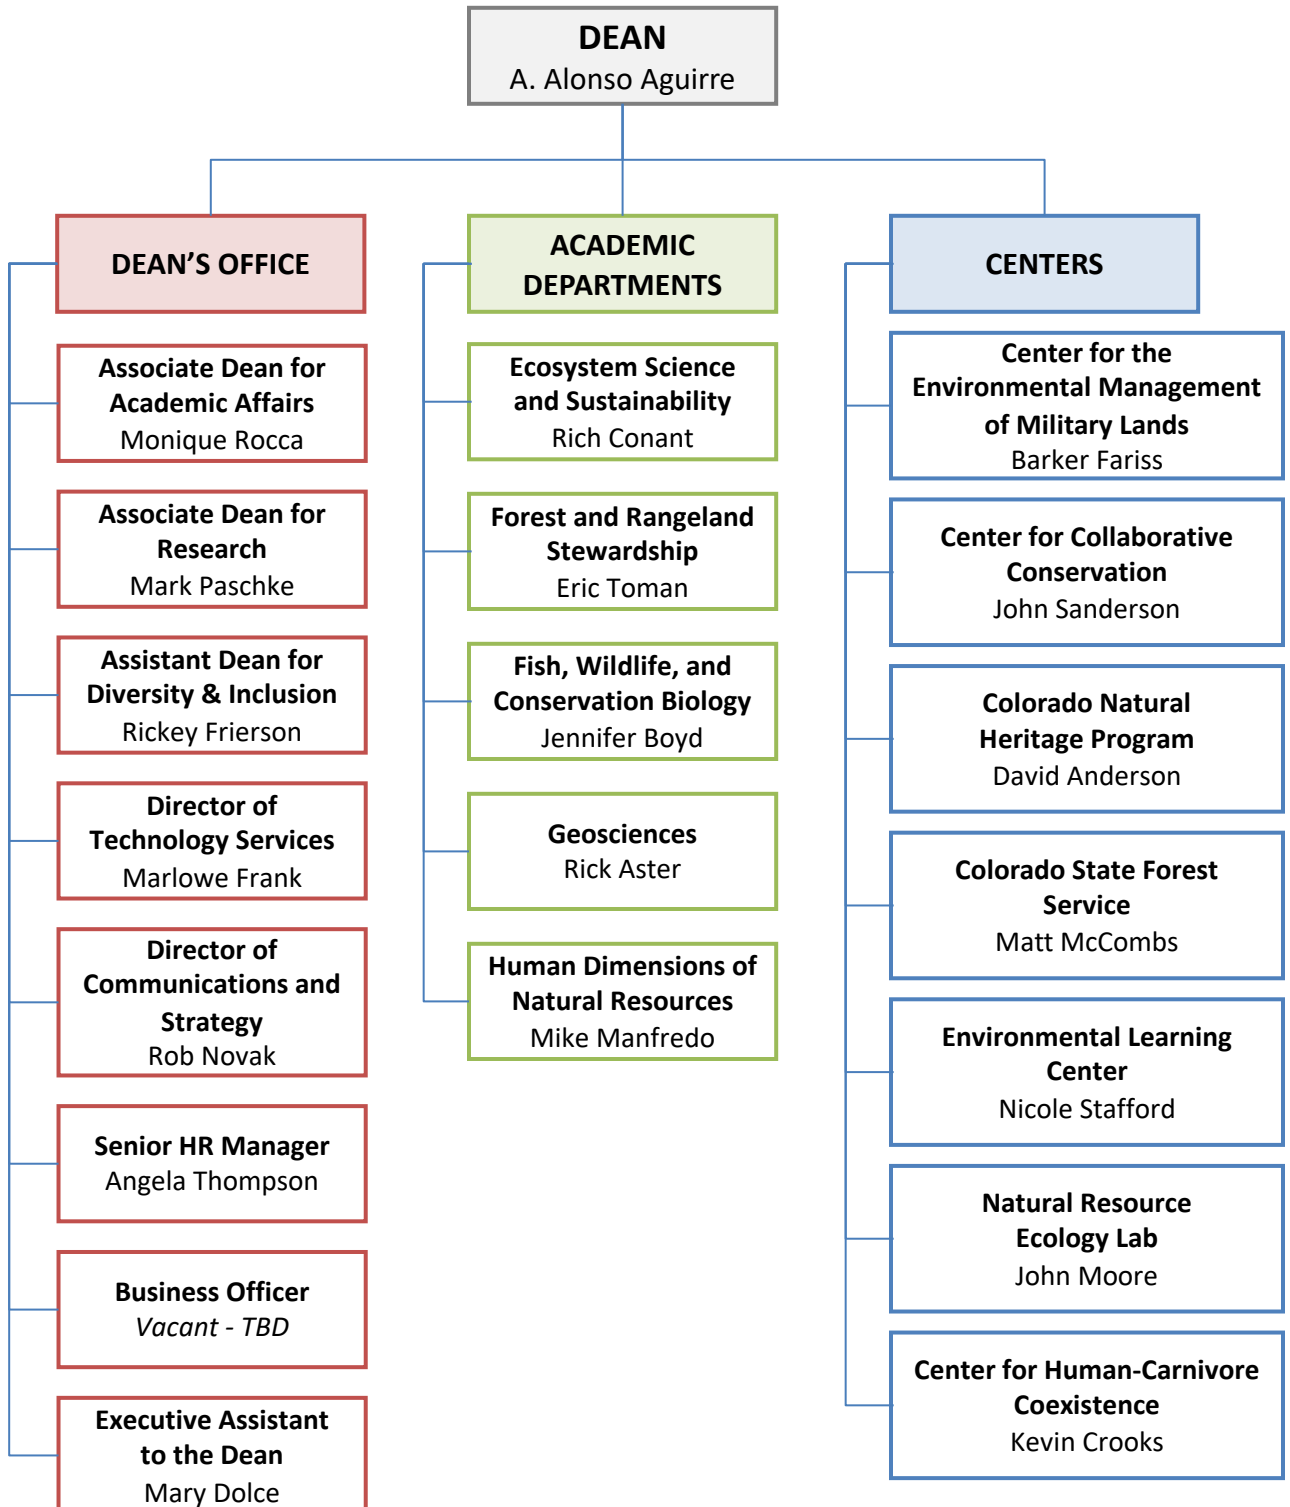 DEAN
A. Alonso Aguirre
DEAN’S OFFICE
Associate Dean for
Academic Affairs
Monique Rocca
Associate Dean for
Research
Mark Paschke
Assistant Dean for
Diversity & Inclusion
Rickey Frierson
Director of
Technology Services
Marlowe Frank
Director of
Communications and
Strategy
Rob Novak
Senior HR Manager
Angela Thompson
Business Officer
Vacant - TBD
Executive Assistant
to the Dean
Mary Dolce
ACADEMIC
DEPARTMENTS
Ecosystem Science
and Sustainability
Rich Conant
Forest and Rangeland
Stewardship
Eric Toman
Fish, Wildlife, and
Conservation Biology
Jennifer Boyd
Geosciences
Rick Aster
Human Dimensions of
Natural Resources
Mike Manfredo
CENTERS
Center for the
Environmental Management
of Military Lands
Barker Fariss
Center for Collaborative
Conservation
John Sanderson
Colorado Natural
Heritage Program
David Anderson
Colorado State Forest
Service
Matt McCombs
Environmental Learning
Center
Nicole Stafford
Natural Resource
Ecology Lab
John Moore
Center for Human-Carnivore
Coexistence
Kevin Crooks